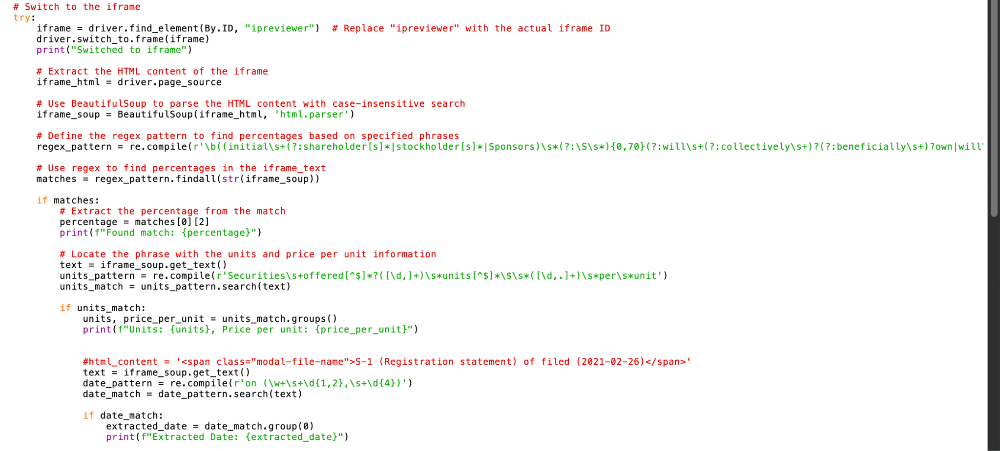 # Switch to the iframe
try:
    iframe = driver.find_element(By.ID, "ipreviewer")  # Replace "ipreviewer" with the actual iframe ID
    driver.switch_to.frame(iframe)
    print("Switched to iframe")

    # Extract the HTML content of the iframe
    iframe_html = driver.page_source

    # Use BeautifulSoup to parse the HTML content with case-insensitive search
    iframe_soup = BeautifulSoup(iframe_html, 'html.parser')

    # Define the regex pattern to find percentages based on specified phrases
    regex_pattern = re.compile(r'\b((initial\s+(?:shareholder[s]*|stockholder[s]*|Sponsors)\s*(?:\S\s*){0,70}(?:will\s+(?:collectively\s+)?(?:beneficially\s+)?own|will\

    # Use regex to find percentages in the iframe_text
    matches = regex_pattern.findall(str(iframe_soup))

    if matches:
        # Extract the percentage from the match
        percentage = matches[0][2]
        print(f"Found match: {percentage}")

        # Locate the phrase with the units and price per unit information
        text = iframe_soup.get_text()
        units_pattern = re.compile(r'Securities\s+offered[^$]*?([\d,]+)\s*units[^$]*\$\s*([\d,.]+)\s*per\s*unit')
        units_match = units_pattern.search(text)

        if units_match:
            units, price_per_unit = units_match.groups()
            print(f"Units: {units}, Price per unit: {price_per_unit}")


            #html_content = '<span class="modal-file-name">S-1 (Registration statement) of filed (2021-02-26)</span>'
            text = iframe_soup.get_text()
            date_pattern = re.compile(r'on (\w+\s+\d{1,2},\s+\d{4})')
            date_match = date_pattern.search(text)

            if date_match:
                extracted_date = date_match.group(0)
                print(f"Extracted Date: {extracted_date}")